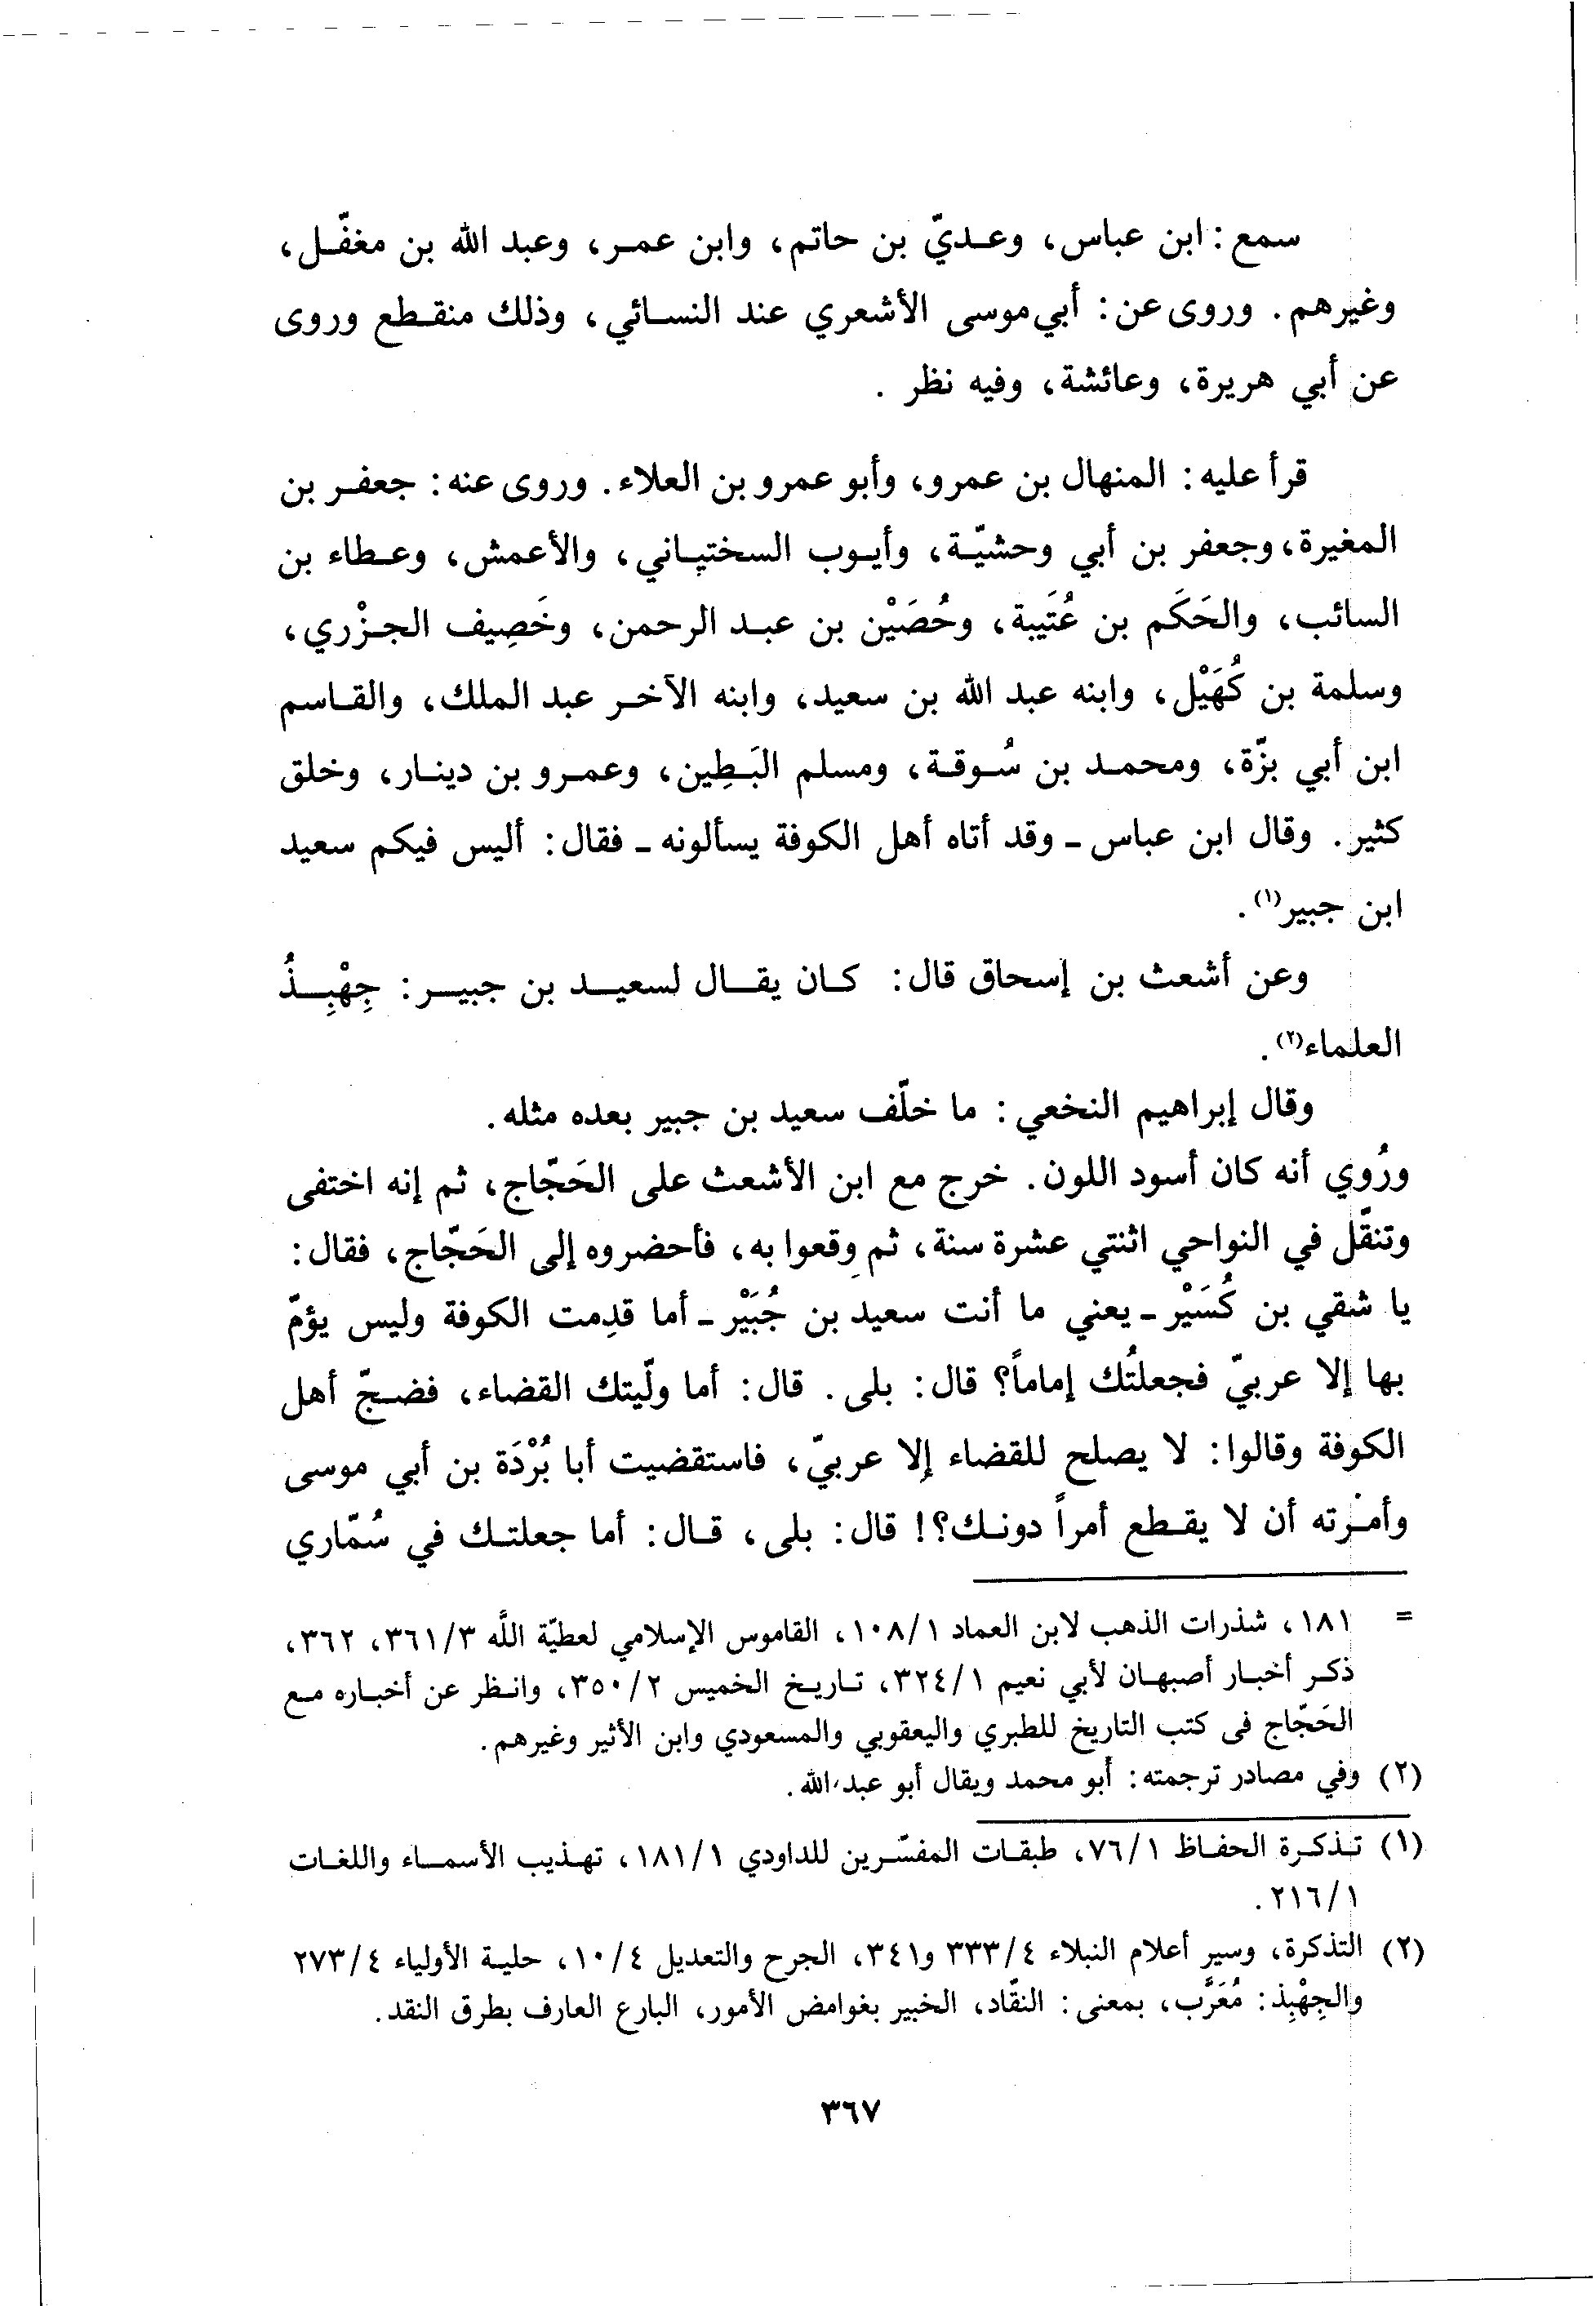 سمع: ابن عباس، وعديّ بن حاتم، وابن عمر، وعبد الله بن مغفّل،
وغيرهم. وروى عن: أبي موسى الأشعري عند النسائي، وذلك منقطع وروى
عن أبي هريرة، وعائشة، وفيه نظر .
قرأ عليه: المنهال بن عمرو، وأبو عمرو بن العلاء. وروى عنه: جعفر بن
المغيرة، وجعفر بن أبي وحشيّة، وأيوب السختياني، والأعمش، وعطاء بن
السائب، والحَكَم بن عُتَيبة، وحُصَيْن بن عبد الرحمن، وخَصِيف الجزْري،
وسلمة بن كُهَيْل، وابنه عبد الله بن سعيد، وابنه الآخر عبد الملك، والقاسم
ابن أبي بزّة، ومحمد بن سُوقة، ومسلم البَطِين، وعمرو بن دينار، وخلق
كثير. وقال ابن عباس ـ وقد أتاه أهل الكوفة يسألونه ـ فقال: أليس فيكم سعيد
ابن جبير(١).
وعن أشعث بن إسحاق قال: كان يقال لسعيد بن جبير: جِهْبِذُ
العلماء(٢).
وقال إبراهيم النخعي: ما خلّف سعيد بن جبير بعده مثله.
ورُوي أنه كان أسود اللون. خرج مع ابن الأشعث على الحَجّاج، ثم إنه اختفى
وتنقّل في النواحي اثنتي عشرة سنة، ثم وقعوا به، فأحضروه إلى الحَجّاج، فقال:
يا شقي بن كُسَيْر ـ يعني ما أنت سعيد بن جُبَيْر ـ أما قدِمت الكوفة وليس يؤمّ
بها إلا عربيّ فجعلتُك إماماً؟ قال: بلى. قال: أما ولّيتك القضاء، فضجّ أهل
الكوفة وقالوا: لا يصلح للقضاء إلا عربيّ، فاستقضيت أبا بُرْدَة بن أبي موسى
وأمرته أن لا يقطع أمراً دونك؟! قال: بلى، قال: أما جعلتك في سُمّاري
= ١٨١، شذرات الذهب لابن العماد ١٠٨/١، القاموس الإسلامي لعطيّة اللَّه ٣٦١/٣، ٣٦٢،
ذكر أخبار أصبهان لأبي نعيم ٣٢٤/١، تاريخ الخميس ٣٥٠/٢، وانظر عن أخباره مع
الحَجّاج فى كتب التاريخ للطبري واليعقوبي والمسعودي وابن الأثير وغيرهم.
(٢) وفي مصادر ترجمته: أبو محمد ويقال أبو عبد الله.
(١) تذكرة الحفاظ ٧٦/١، طبقات المفسّرين للداودي ١٨١/١، تهذيب الأسماء واللغات
٢١٦/١.
(٢) التذكرة، وسير أعلام النبلاء ٣٣٣/٤ و٣٤١، الجرح والتعديل ١٠/٤، حلية الأولياء ٢٧٣/٤
والجِهْبِذ: مُعَرَّب، بمعنى: النقّاد، الخبير بغوامض الأمور، البارع العارف بطرق النقد.
٣٦٧